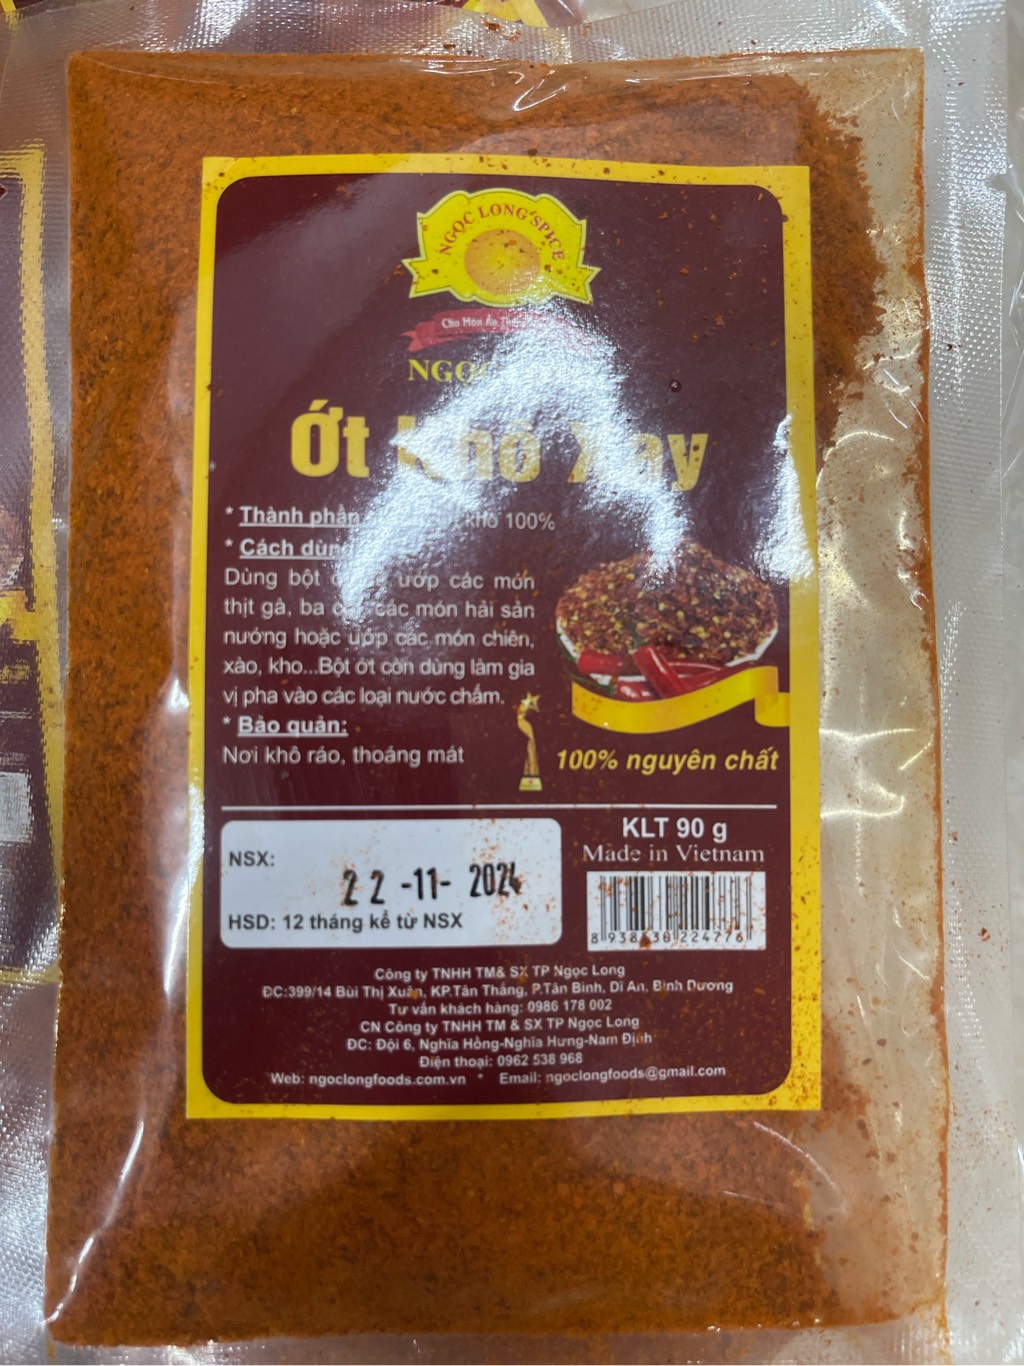 NGỌC LONG SPICE
Cho Món Ăn
Ớt Khô Xay
* Thành phần khô 100%
* Cách dùng
Dùng bột ướp các món
thịt gà, ba các món hải sản
nướng hoặc ướp các món chiên,
xào, kho...Bột ớt còn dùng làm gia
vị pha vào các loại nước chấm.
* Bảo quản:
Nơi khô ráo, thoáng mát
100% nguyên chất
KLT 90 g
Made in Vietnam
NSX:
22 -11- 2024
HSD: 12 tháng kể từ NSX
Công ty TNHH TM& SX TP Ngọc Long
ĐC:399/14 Bùi Thị Xuân, KP.Tân Thắng, P.Tân Bình, Dĩ An, Bình Dương
Tư vấn khách hàng: 0986 178 002
CN Công ty TNHH TM & SX TP Ngọc Long
ĐC: Đội 6, Nghĩa Hồng-Nghĩa Hưng-Nam Định
Điện thoại: 0962 538 968
Web: ngoclongfoods.com.vn * Email: ngoclongfoods@gmail.com